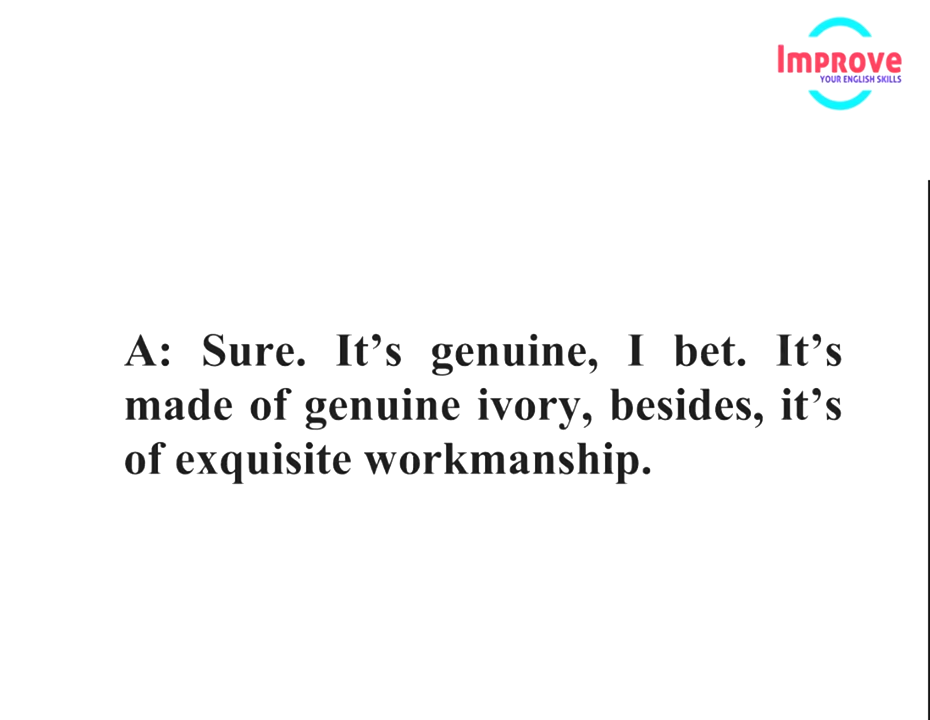 Improve
YOUR ENGLISH SKILLS
A: Sure. It’s genuine, I bet. It’s
made of genuine ivory, besides, it’s
of exquisite workmanship.